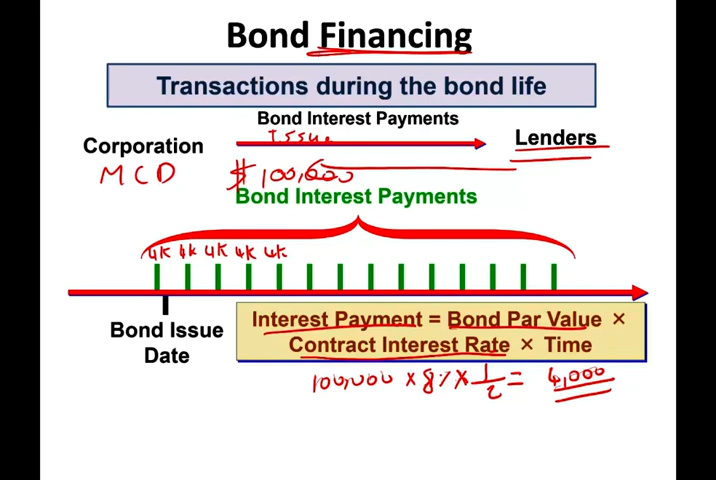 Bond Financing
Transactions during the bond life
Bond Interest Payments
Issue
Corporation
Lenders
MCD
$100,000
Bond Interest Payments
4K 4K 4K 4K 4K
Bond Issue
Date
Interest Payment = Bond Par Value ×
Contract Interest Rate × Time
100,000 × 8% × 1/2 = 4,000